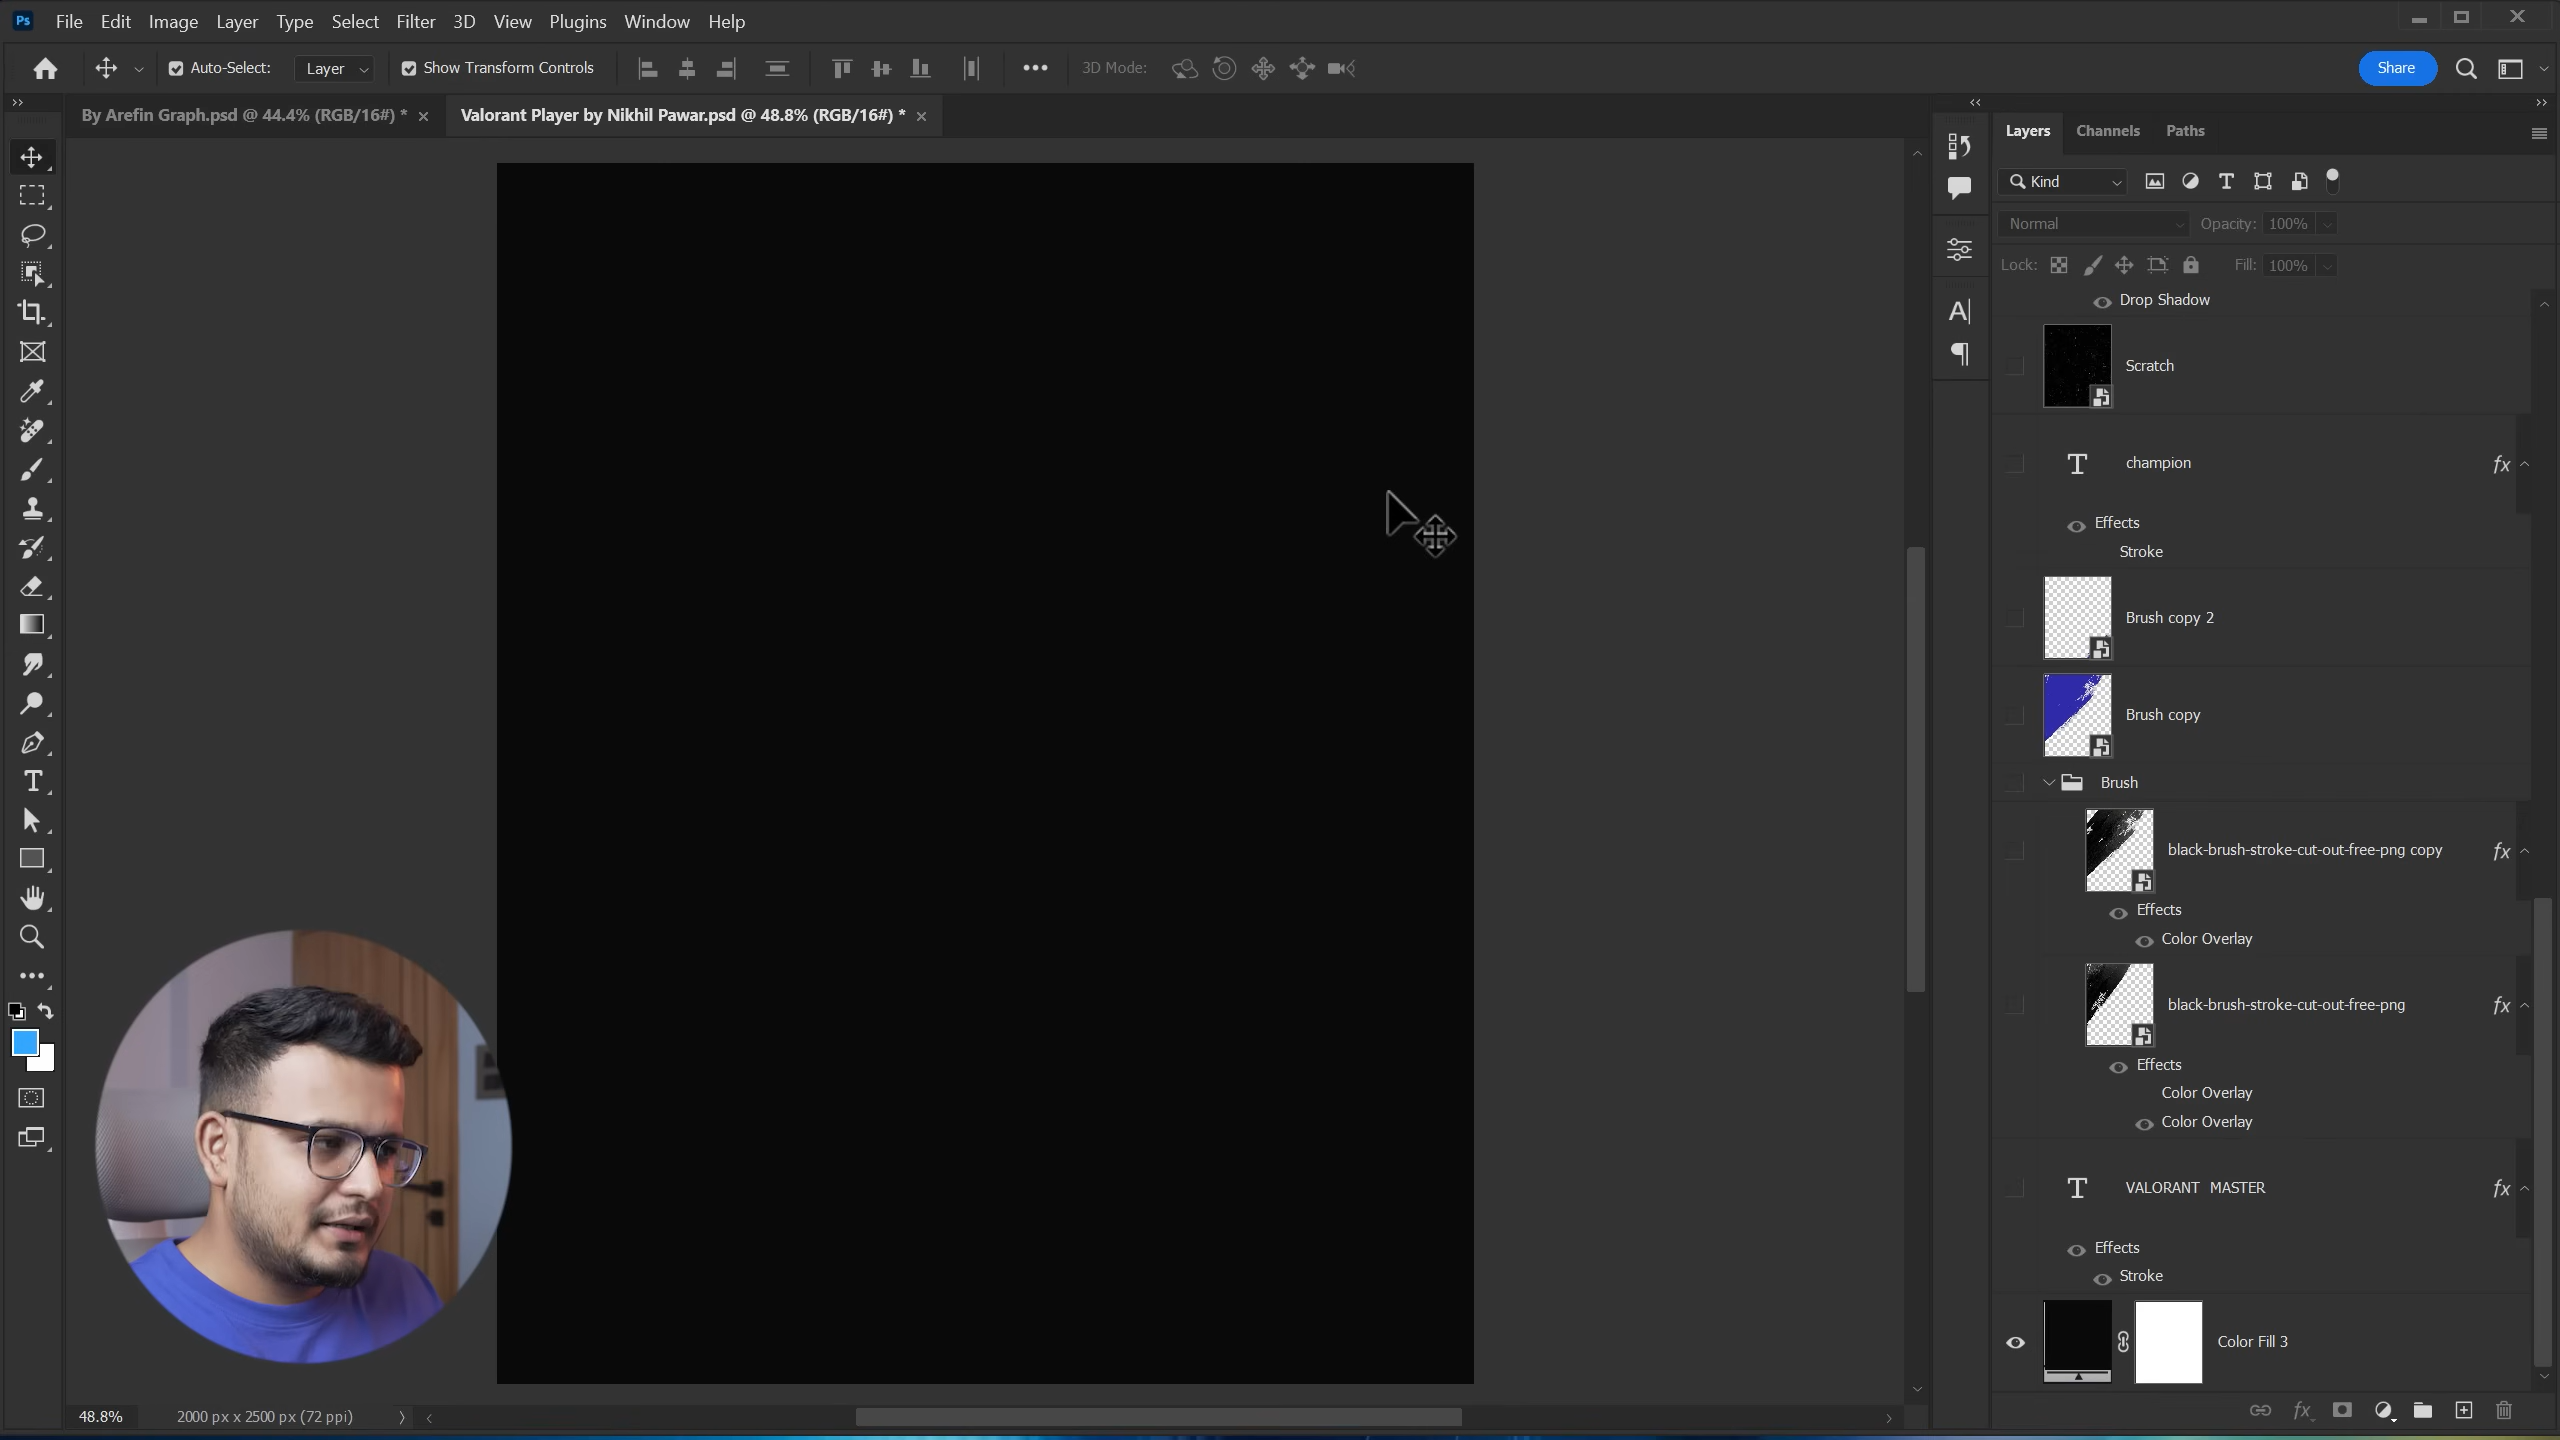 Ps File Edit Image Layer Type Select Filter 3D View Plugins Window Help
Auto-Select: Layer Show Transform Controls 3D Mode: Share
By Arefin Graph.psd @ 44.4% (RGB/16#) * Valorant Player by Nikhil Pawar.psd @ 48.8% (RGB/16#) *
Layers Channels Paths
Kind
Normal Opacity: 100%
Lock: Fill: 100%
Drop Shadow
Scratch
champion fx
Effects
Stroke
Brush copy 2
Brush copy
Brush
black-brush-stroke-cut-out-free-png copy fx
Effects
Color Overlay
black-brush-stroke-cut-out-free-png fx
Effects
Color Overlay
Color Overlay
VALORANT MASTER fx
Effects
Stroke
Color Fill 3
48.8% 2000 px x 2500 px (72 ppi)
fx